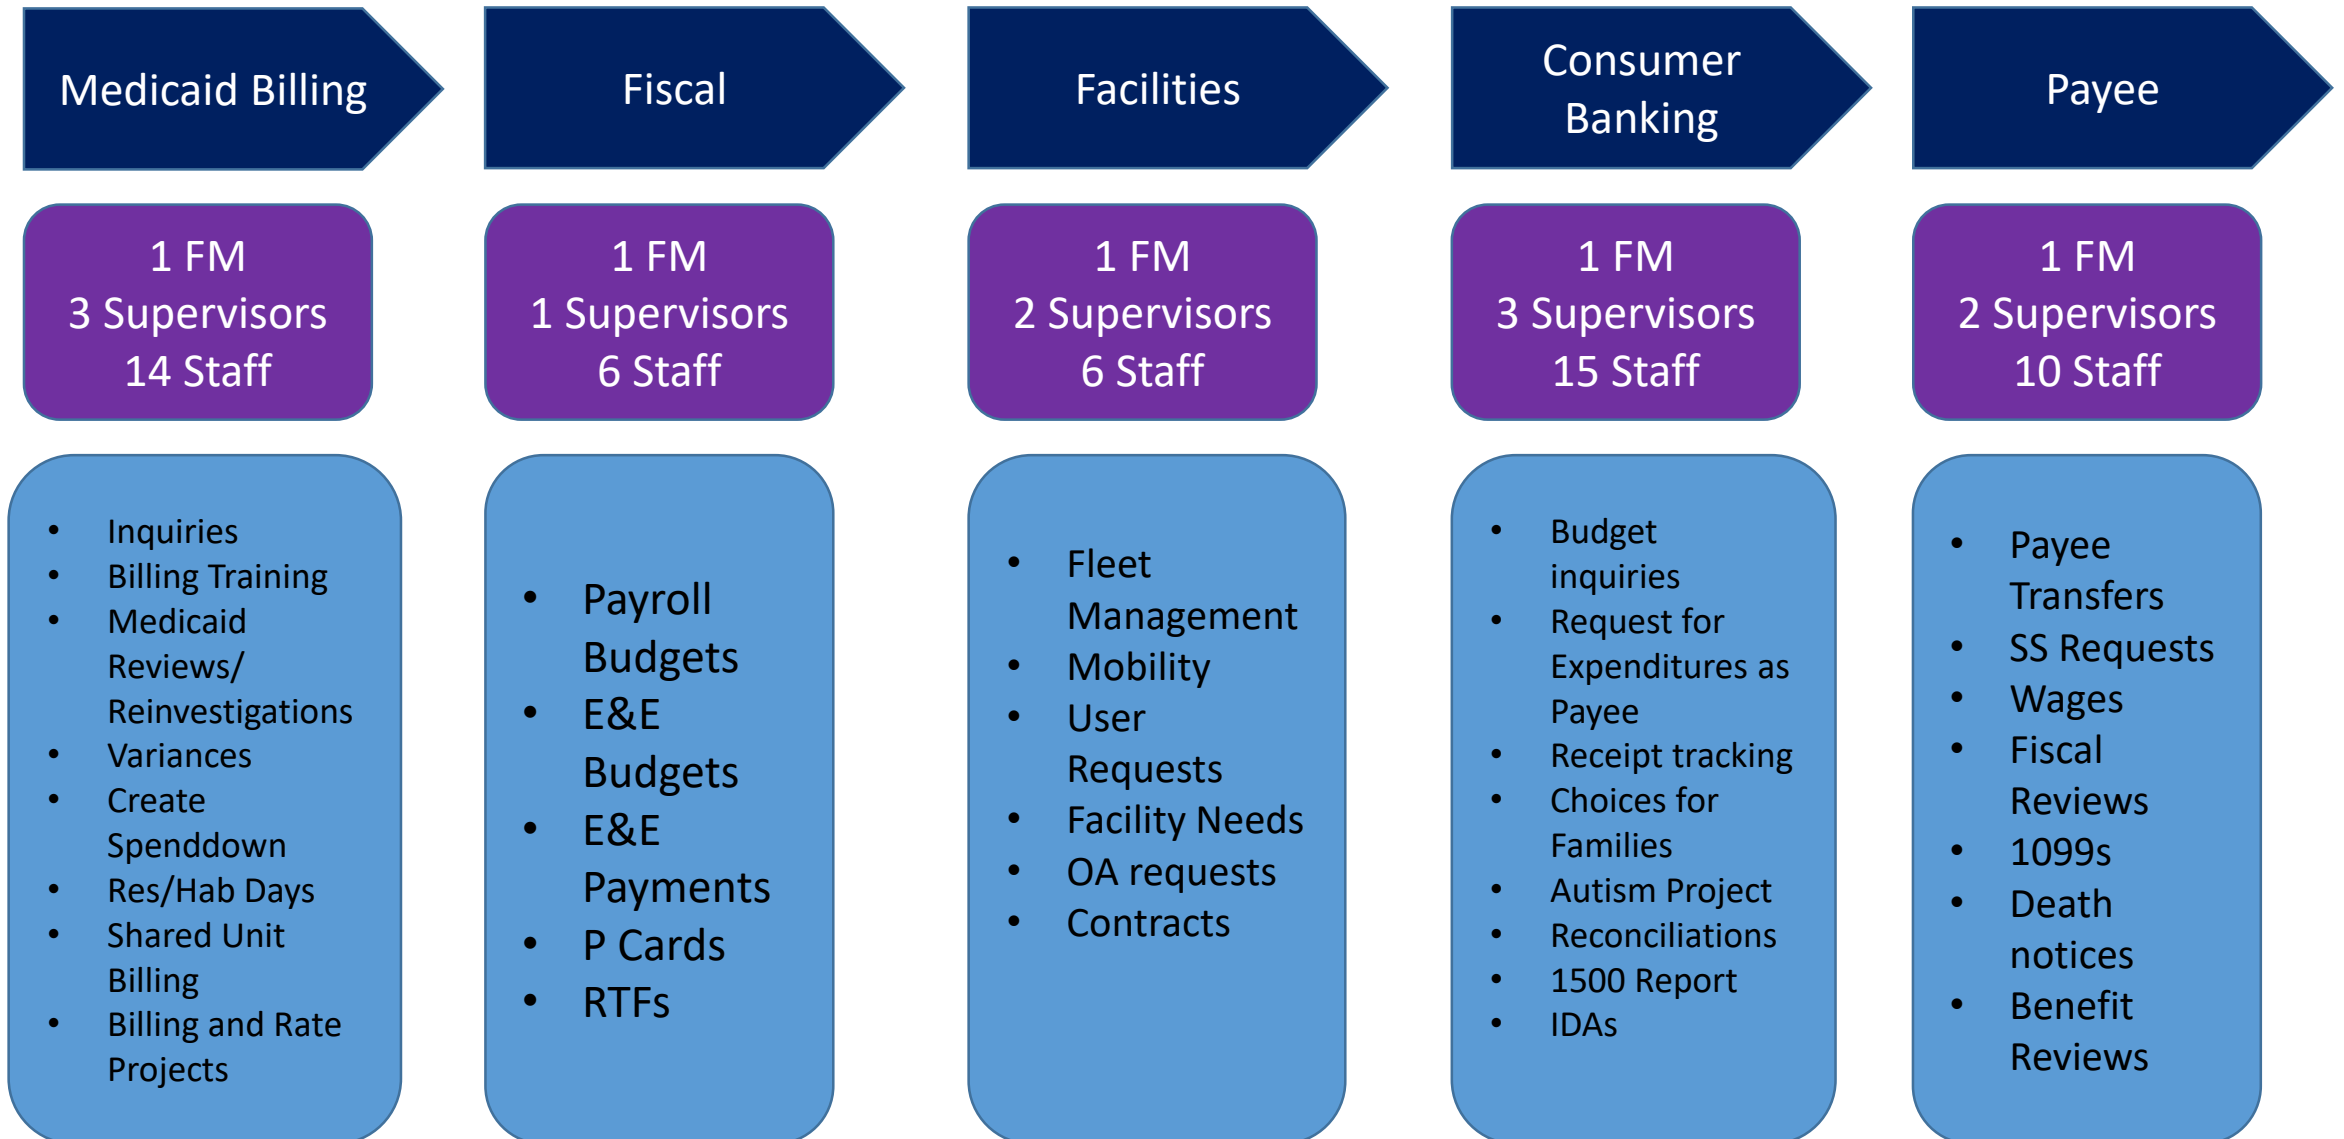 Medicaid Billing
Fiscal
Facilities
Consumer
Banking
Payee
1 FM
3 Supervisors
14 Staff
1 FM
1 Supervisors
6 Staff
1 FM
2 Supervisors
6 Staff
1 FM
3 Supervisors
15 Staff
1 FM
2 Supervisors
10 Staff
• Inquiries
• Billing Training
• Medicaid
Reviews/
Reinvestigations
• Variances
• Create
Spenddown
• Res/Hab Days
• Shared Unit
Billing
• Billing and Rate
Projects
• Payroll
Budgets
• E&E
Budgets
• E&E
Payments
• P Cards
• RTFs
• Fleet
Management
• Mobility
• User
Requests
• Facility Needs
• OA requests
• Contracts
• Budget
inquiries
• Request for
Expenditures as
Payee
• Receipt tracking
• Choices for
Families
• Autism Project
• Reconciliations
• 1500 Report
• IDAs
• Payee
Transfers
• SS Requests
• Wages
• Fiscal
Reviews
• 1099s
• Death
notices
• Benefit
Reviews